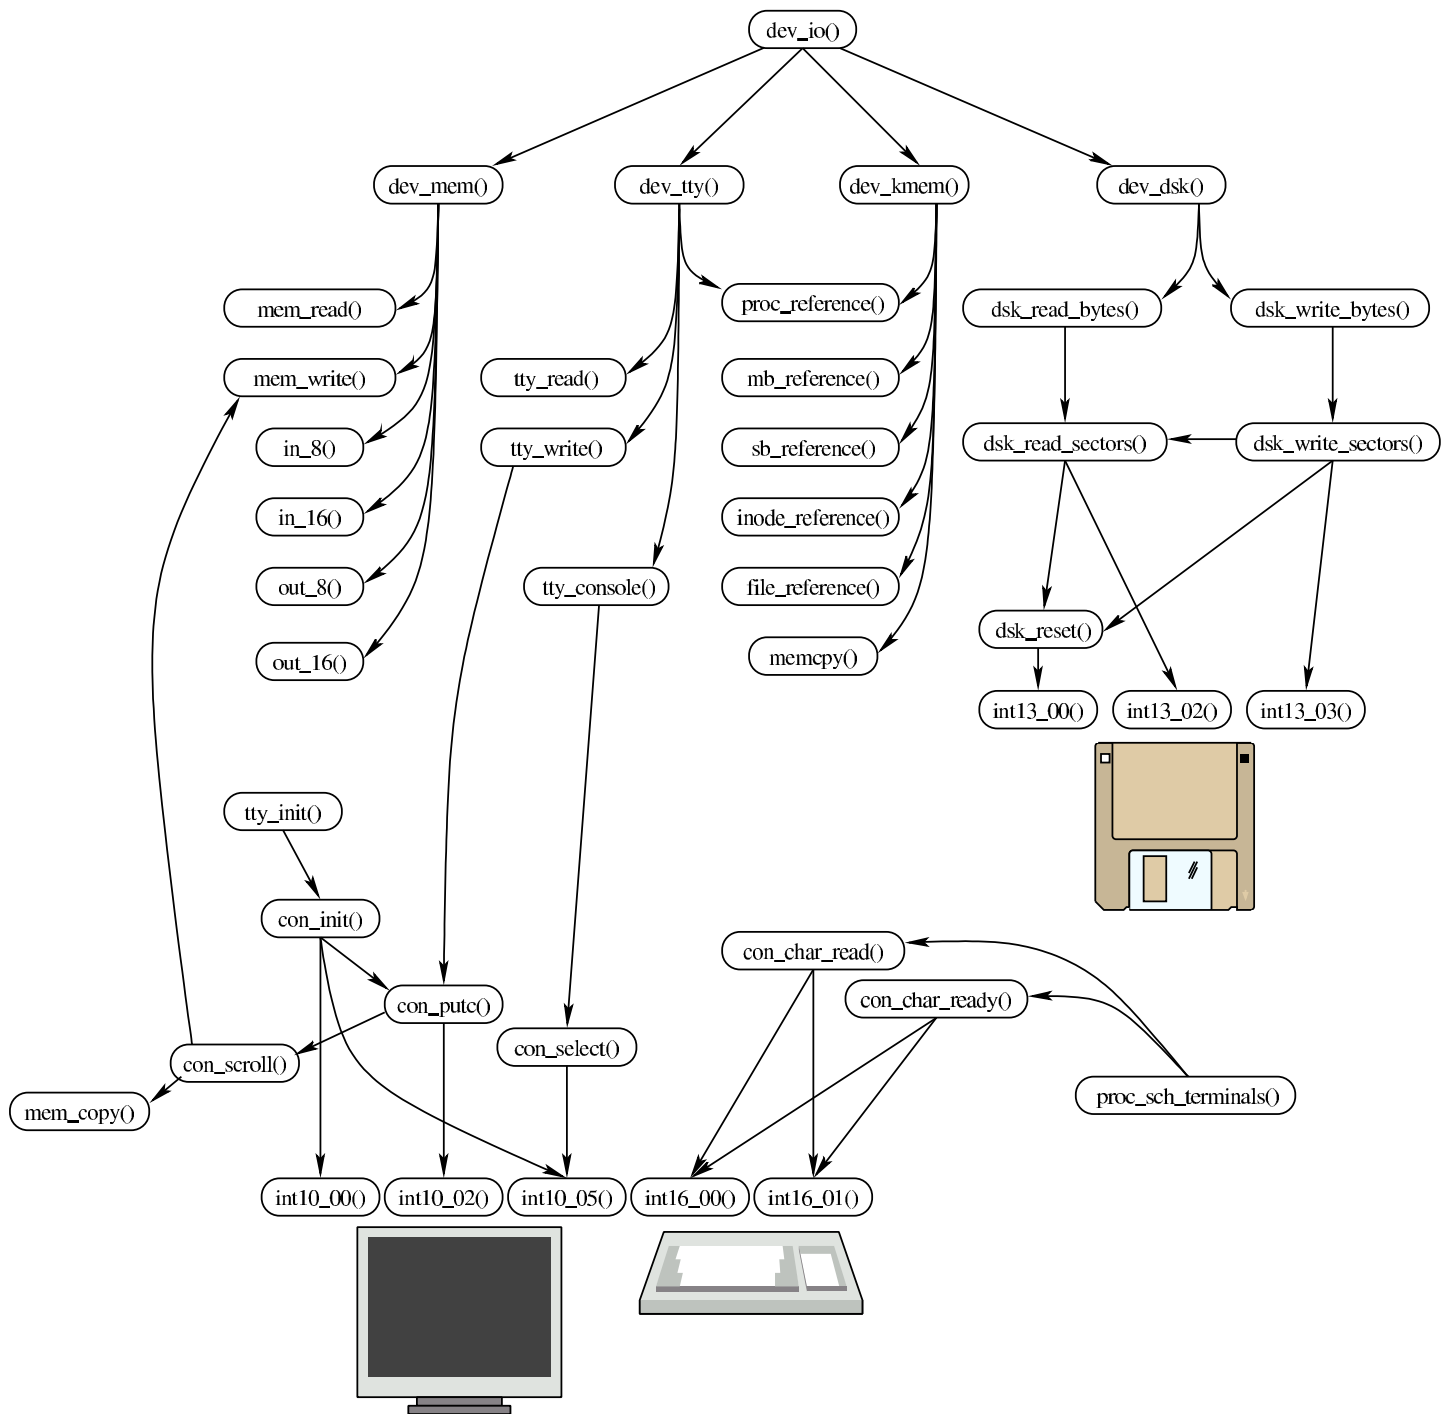 dev_io()
dev_mem()
dev_tty()
dev_kmem()
dev_dsk()
mem_read()
proc_reference()
dsk_read_bytes()
dsk_write_bytes()
mem_write()
tty_read()
mb_reference()
in_8()
tty_write()
sb_reference()
dsk_read_sectors()
dsk_write_sectors()
in_16()
inode_reference()
out_8()
tty_console()
file_reference()
dsk_reset()
out_16()
memcpy()
int13_00()
int13_02()
int13_03()
tty_init()
con_init()
con_char_read()
con_putc()
con_char_ready()
con_scroll()
con_select()
proc_sch_terminals()
mem_copy()
int10_00()
int10_02()
int10_05()
int16_00()
int16_01()